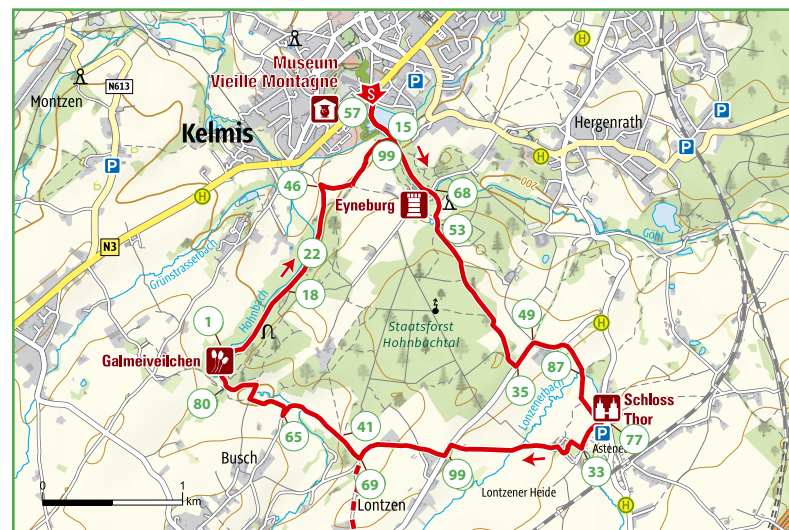 Museum
Vieille Montagne
S
P
H
N613
Montzen
P
57
15
Hergenrath
P
Kelmis
99
H
46
68
200
H
Eyneburg
53
Göhl
N3
Grünstrasserbach
22
Hohnbach
18
1
49
H
Staatsforst
Hohnbachtal
Galmeiveilchen
87
35
Lonzenerbach
80
Schloss
Thor
41
65
P
77
Busch
99
33
69
0
1
km
Lontzen
Lontzener Heide
H